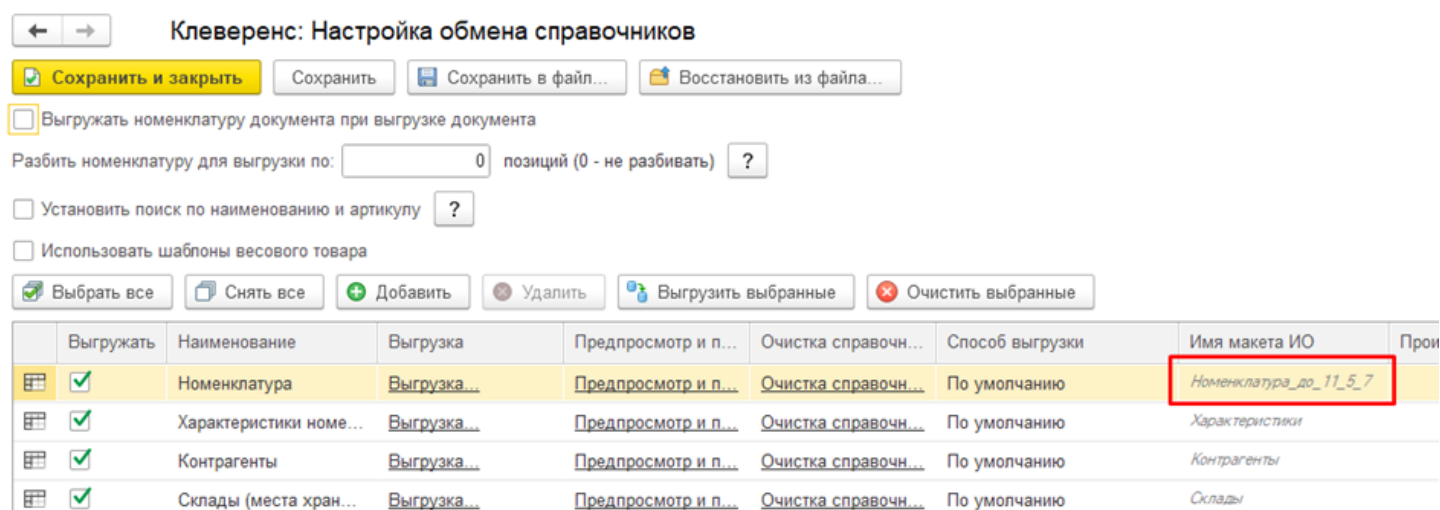 Клеверенс: Настройка обмена справочников
Сохранить и закрыть Сохранить Сохранить в файл... Восстановить из файла...
Выгружать номенклатуру документа при выгрузке документа
Разбить номенклатуру для выгрузки по: 0 позиций (0 - не разбивать) ?
Установить поиск по наименованию и артикулу ?
Использовать шаблоны весового товара
Выбрать все Снять все Добавить Удалить Выгрузить выбранные Очистить выбранные
Выгружать Наименование Выгрузка Предпросмотр и п... Очистка справочн... Способ выгрузки Имя макета ИО Прои
Номенклатура Выгрузка... Предпросмотр и п... Очистка справочн... По умолчанию Номенклатура_до_11_5_7
Характеристики номе... Выгрузка... Предпросмотр и п... Очистка справочн... По умолчанию Характеристики
Контрагенты Выгрузка... Предпросмотр и п... Очистка справочн... По умолчанию Контрагенты
Склады (места хран... Выгрузка... Предпросмотр и п... Очистка справочн... По умолчанию Склады